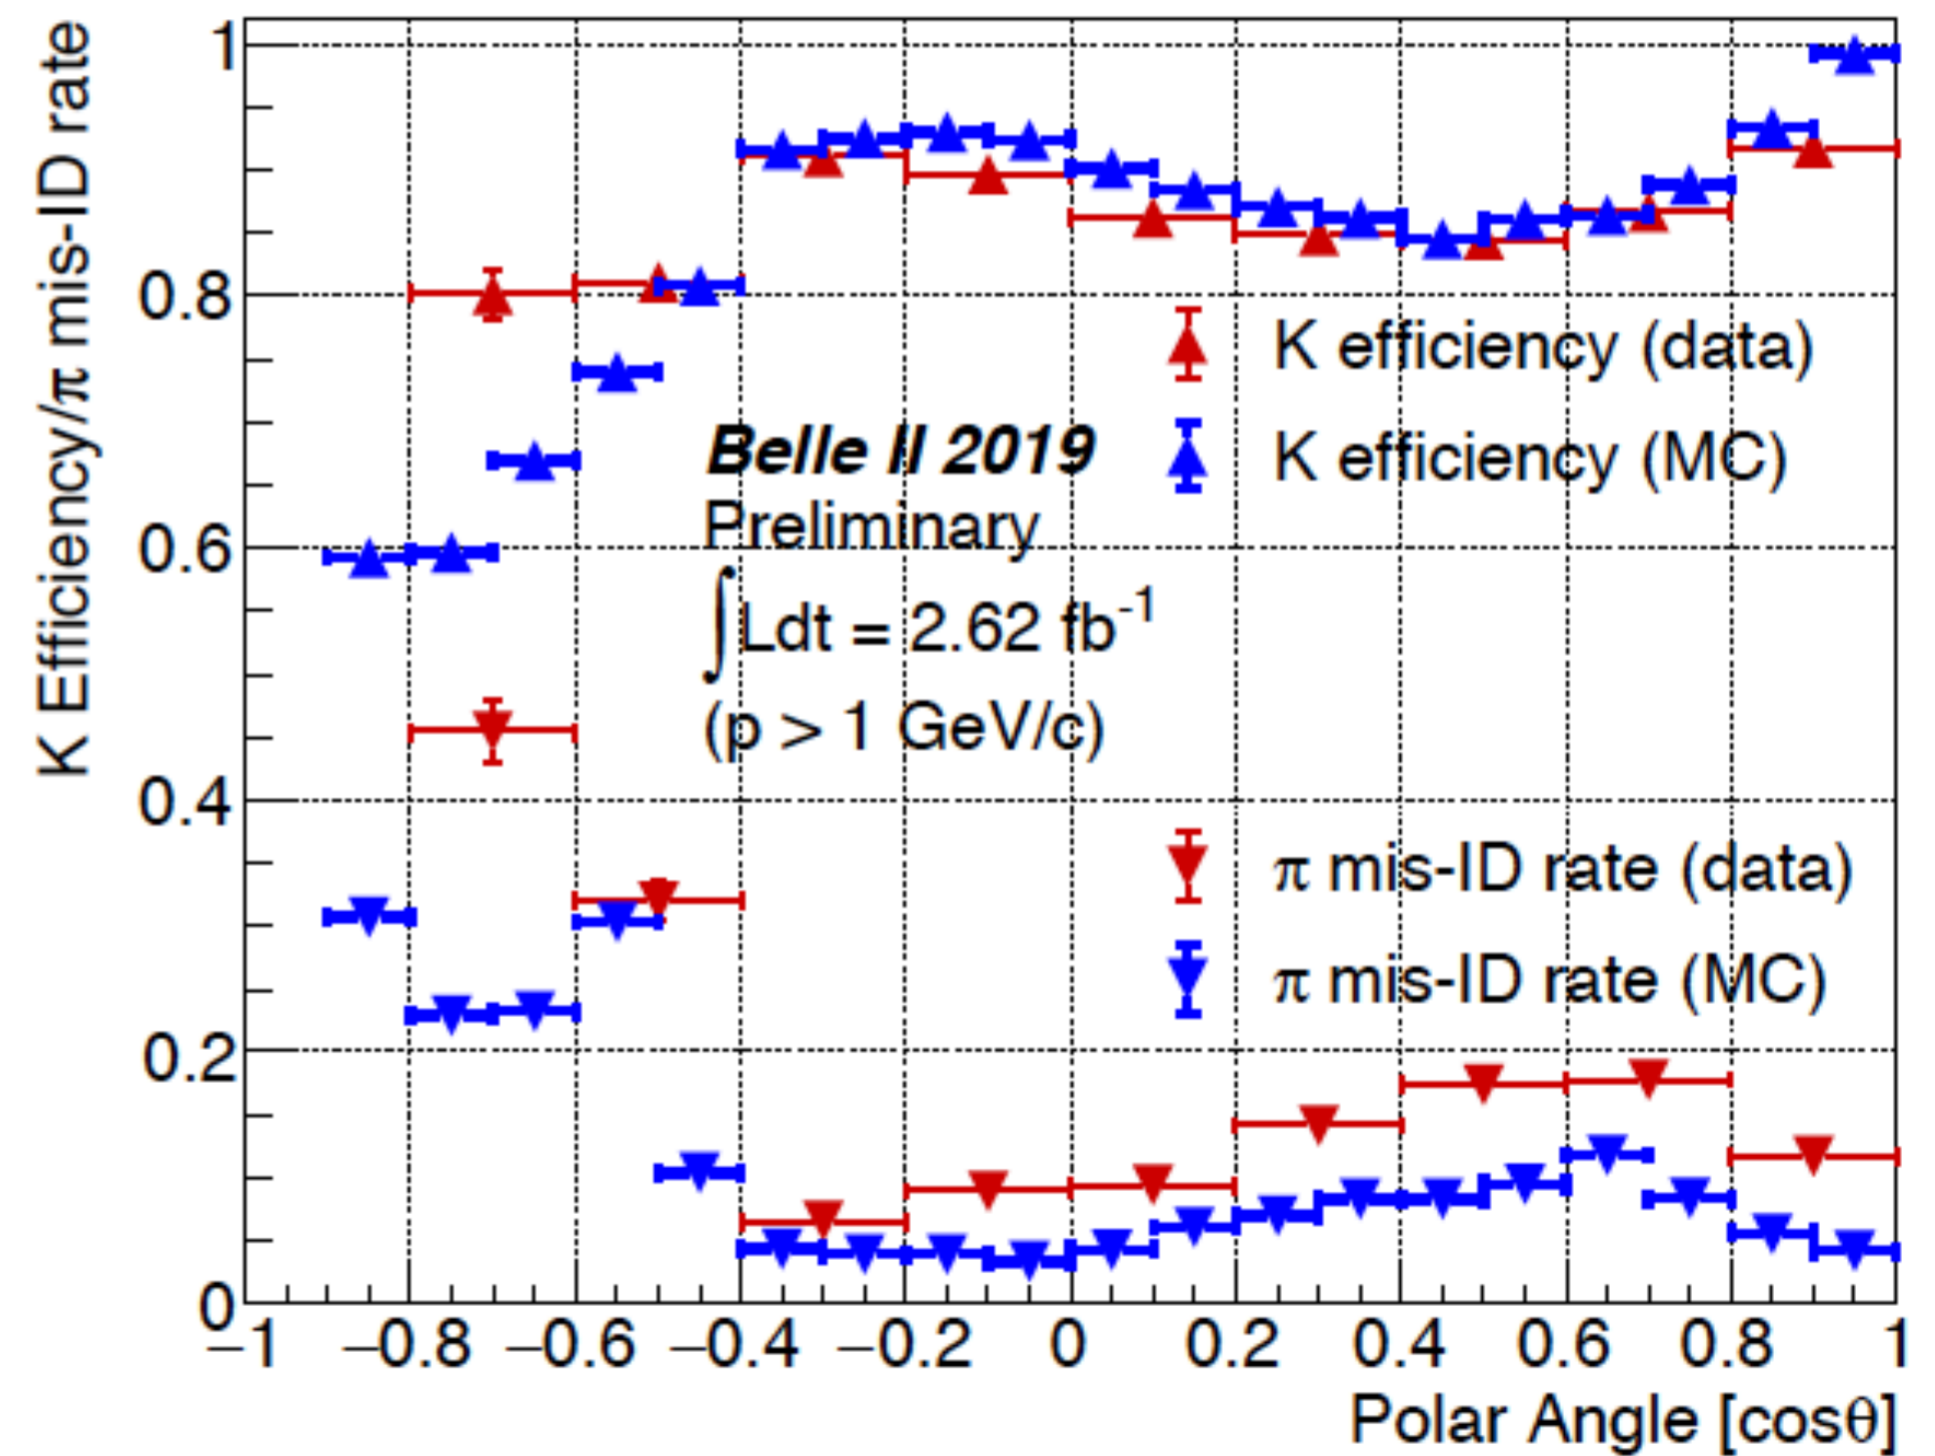 K Efficiency/π mis-ID rate
1
0.8
0.6
0.4
0.2
0
K efficiency (data)
K efficiency (MC)
Belle II 2019
Preliminary
∫Ldt = 2.62 fb⁻¹
(p > 1 GeV/c)
π mis-ID rate (data)
π mis-ID rate (MC)
−1 −0.8 −0.6 −0.4 −0.2 0 0.2 0.4 0.6 0.8 1
Polar Angle [cosθ]